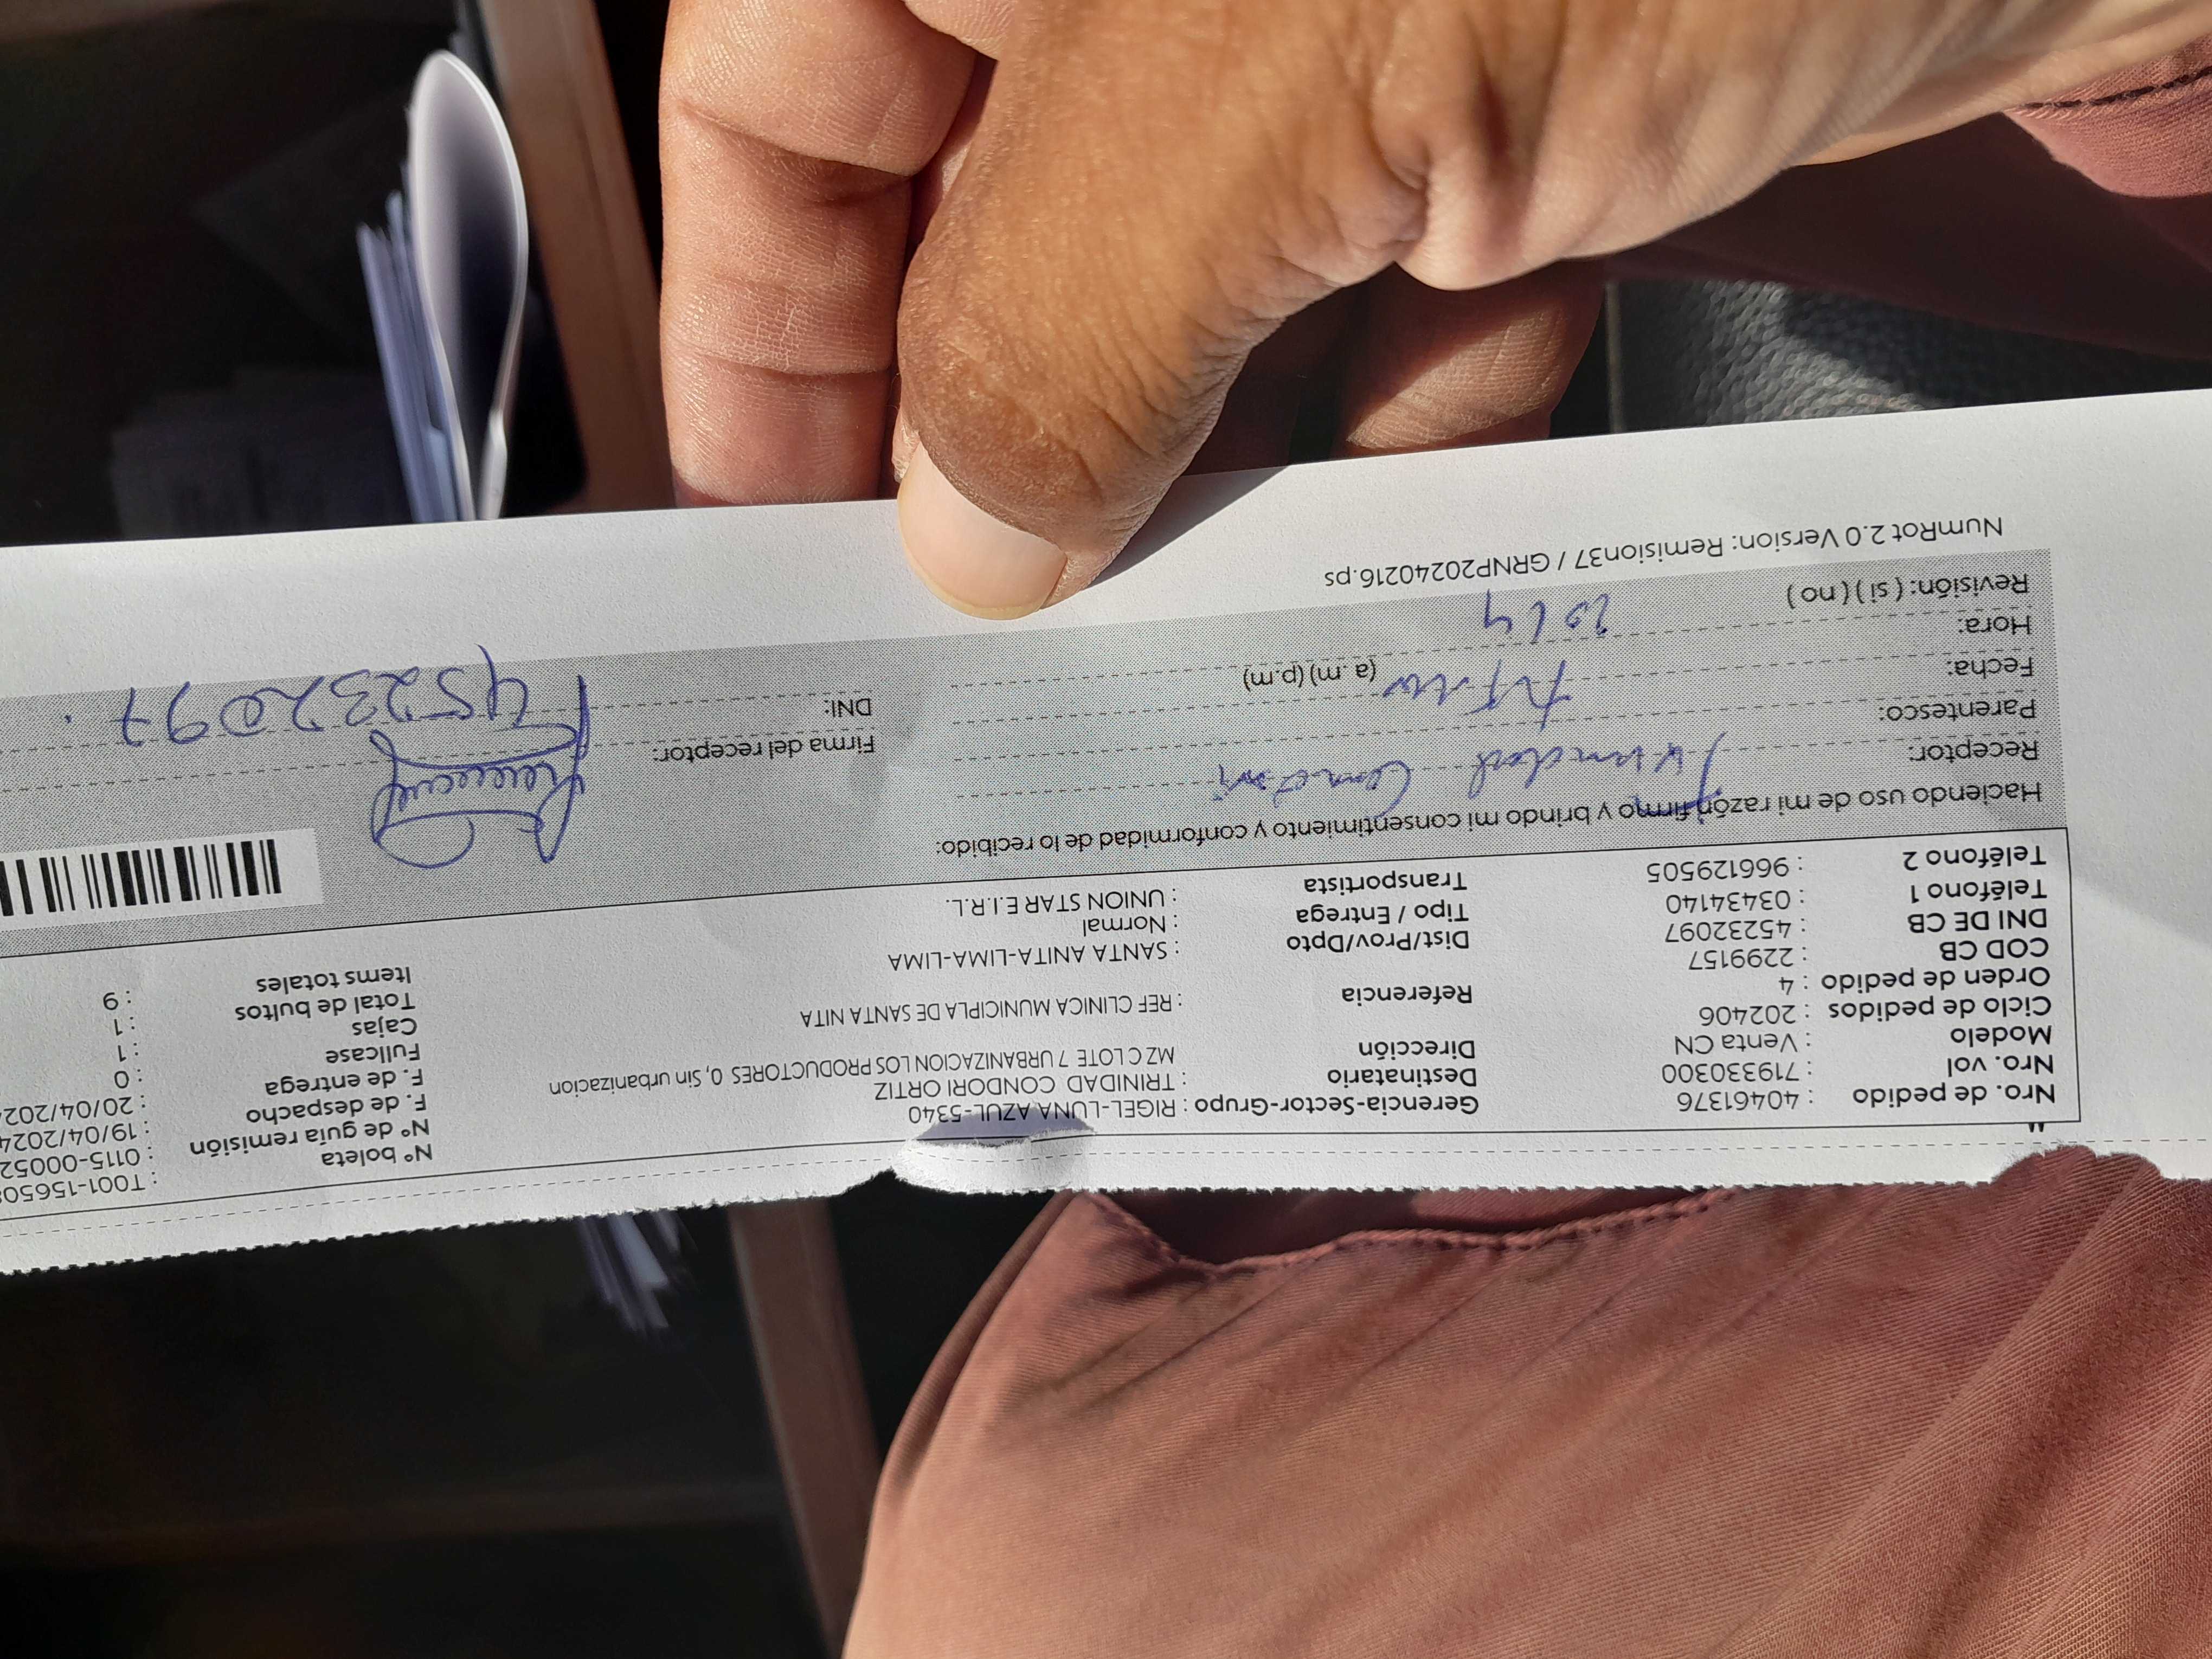 Nro. de pedido : 40461376
Nro. vol : 719330300
Modelo : Venta CN
Ciclo de pedidos : 202406
Orden de pedido : 4
COD CB : 2299157
DNI DE CB : 45232097
Teléfono 1 : 03434140
Teléfono 2 : 966129505
Gerencia-Sector-Grupo : RIGEL-LUNA AZUL-5340
Destinatario : TRINIDAD CONDORI ORTIZ
Dirección MZ C LOTE 7 URBANIZACION LOS PRODUCTORES 0, Sin urbanizacion
Referencia : REF CLINICA MUNICIPLA DE SANTA NITA
Dist/Prov/Dpto : SANTA ANITA-LIMA-LIMA
Tipo / Entrega : Normal
Transportista : UNION STAR E.I.R.L.
N° boleta : T001-15650
N° de guía remisión : 0115-00052
F. de despacho : 19/04/202
F. de entrega : 20/04/202
Fullcase : 0
Cajas : 1
Total de bultos : 1
Items totales : 9
Haciendo uso de mi razón firmo y brindo mi consentimiento y conformidad de lo recibido:
Receptor: Trinidad Condori
Parentesco:
Fecha: (a .m) (p.m)
Hora:
Revisión: ( si ) ( no )
Firma del receptor:
DNI: 45232097
NumRot 2.0 Version: Remision37 / GRNP20240216.ps